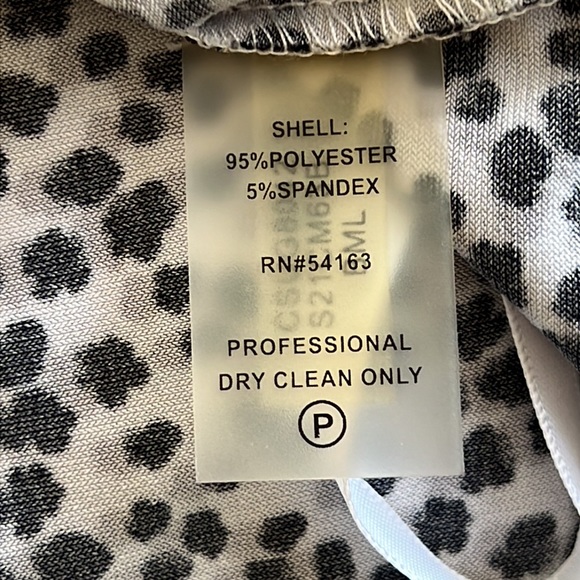 SHELL:
95%POLYESTER
5%SPANDEX
RN#54163
PROFESSIONAL
DRY CLEAN ONLY
P